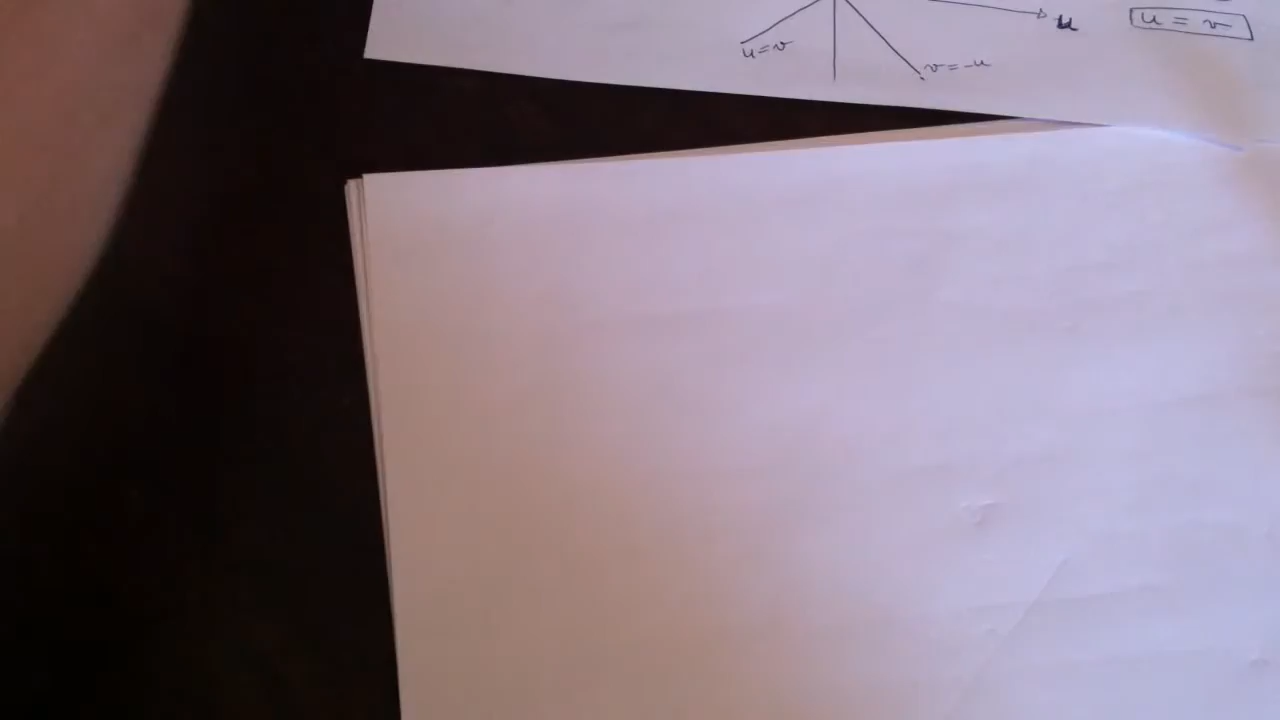 u
u = v
u=v
v=-u